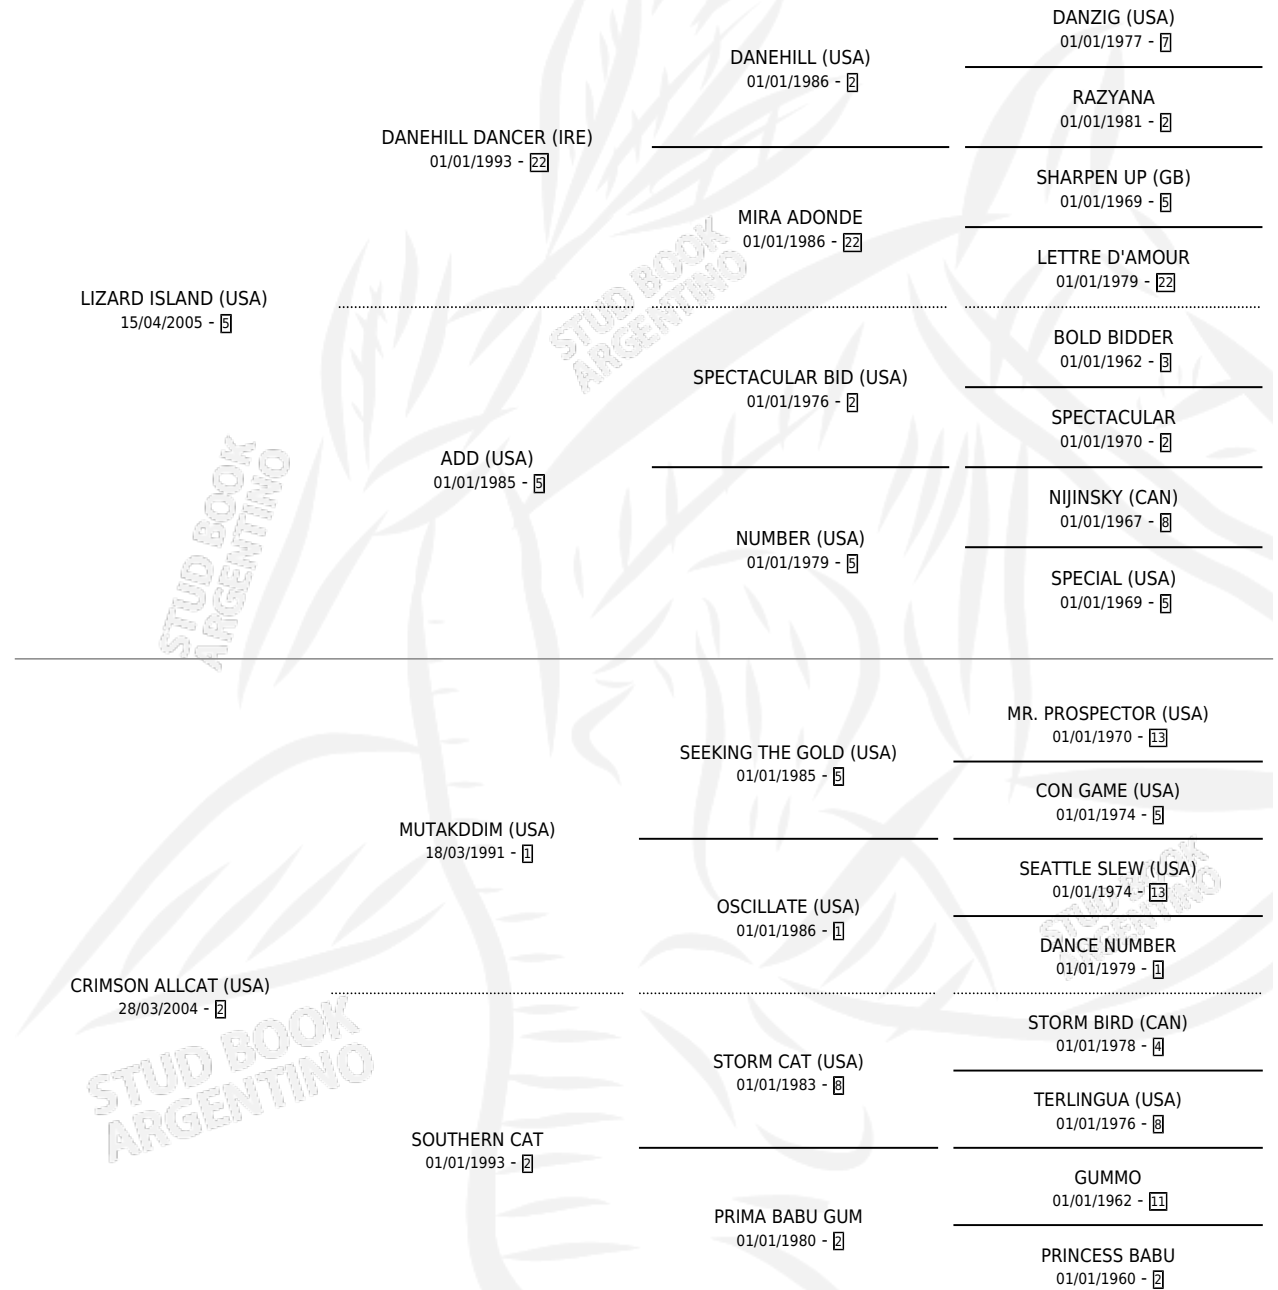 DANZIG (USA)
01/01/1977 - 7
DANEHILL (USA)
01/01/1986 - 2
RAZYANA
01/01/1981 - 2
DANEHILL DANCER (IRE)
01/01/1993 - 22
SHARPEN UP (GB)
01/01/1969 - 5
MIRA ADONDE
01/01/1986 - 22
LETTRE D'AMOUR
01/01/1979 - 22
LIZARD ISLAND (USA)
15/04/2005 - 5
STUD BOOK
ARGENTINO
BOLD BIDDER
01/01/1962 - 3
SPECTACULAR BID (USA)
01/01/1976 - 2
SPECTACULAR
01/01/1970 - 2
ADD (USA)
01/01/1985 - 5
NIJINSKY (CAN)
01/01/1967 - 8
NUMBER (USA)
01/01/1979 - 5
SPECIAL (USA)
01/01/1969 - 5
STUD BOOK
ARGENTINO
MR. PROSPECTOR (USA)
01/01/1970 - 13
SEEKING THE GOLD (USA)
01/01/1985 - 5
CON GAME (USA)
01/01/1974 - 5
MUTAKDDIM (USA)
18/03/1991 - 1
SEATTLE SLEW (USA)
01/01/1974 - 13
OSCILLATE (USA)
01/01/1986 - 1
STUD BOOK
ARGENTINO
DANCE NUMBER
01/01/1979 - 1
CRIMSON ALLCAT (USA)
28/03/2004 - 2
STUD BOOK
ARGENTINO
STORM BIRD (CAN)
01/01/1978 - 4
STORM CAT (USA)
01/01/1983 - 8
TERLINGUA (USA)
01/01/1976 - 8
SOUTHERN CAT
01/01/1993 - 2
GUMMO
01/01/1962 - 11
PRIMA BABU GUM
01/01/1980 - 2
PRINCESS BABU
01/01/1960 - 2